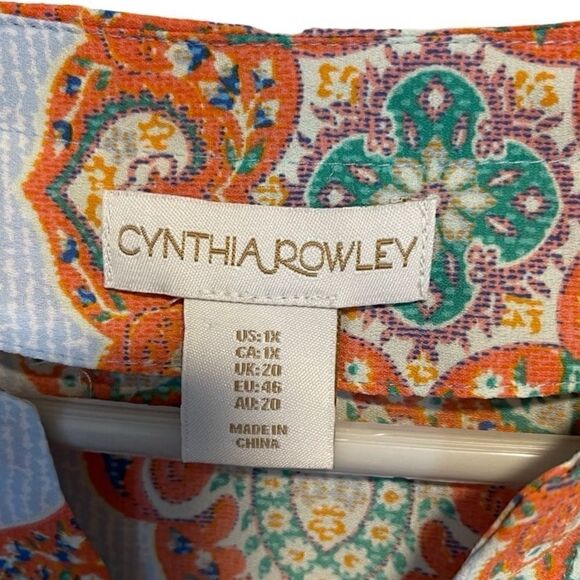 CYNTHIA ROWLEY
US: 1X
CA: 1X
UK: 20
EU: 46
AU: 20
MADE IN
CHINA